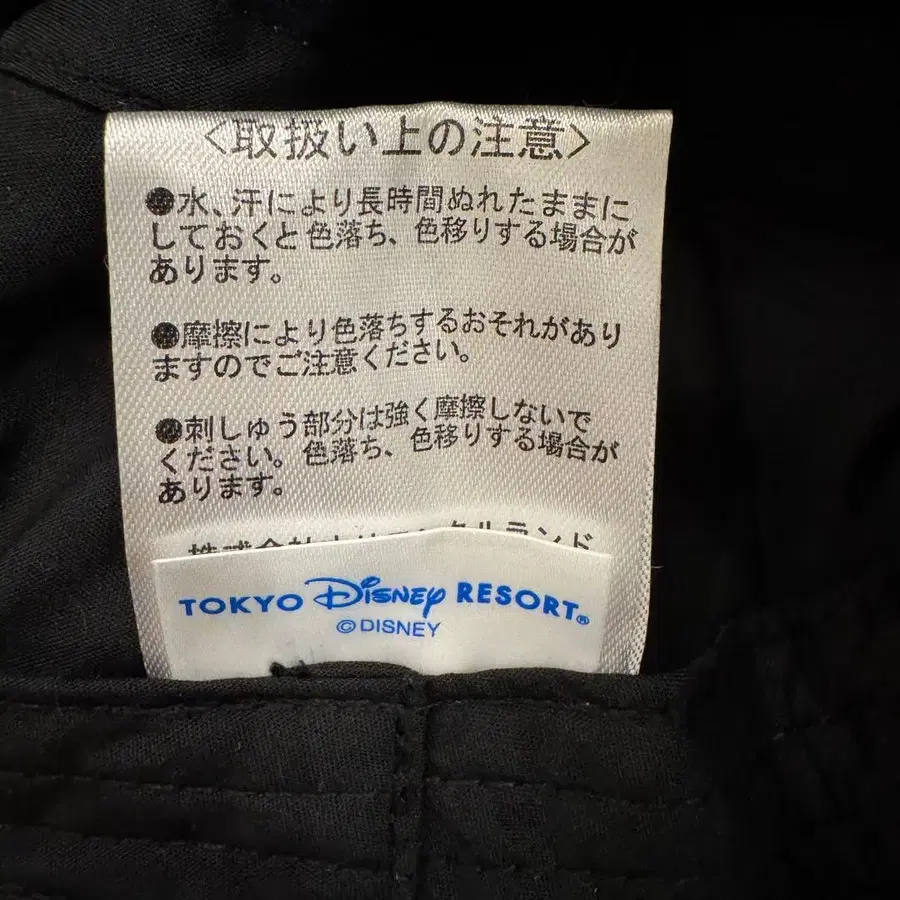 <取扱い上の注意>
●水、汗により長時間ぬれたままに
しておくと色落ち、色移りする場合が
あります。
●摩擦により色落ちするおそれがあり
ますのでご注意ください。
●刺しゅう部分は強く摩擦しないで
ください。色落ち、色移りする場合が
あります。
TOKYO Disney RESORT®
©DISNEY